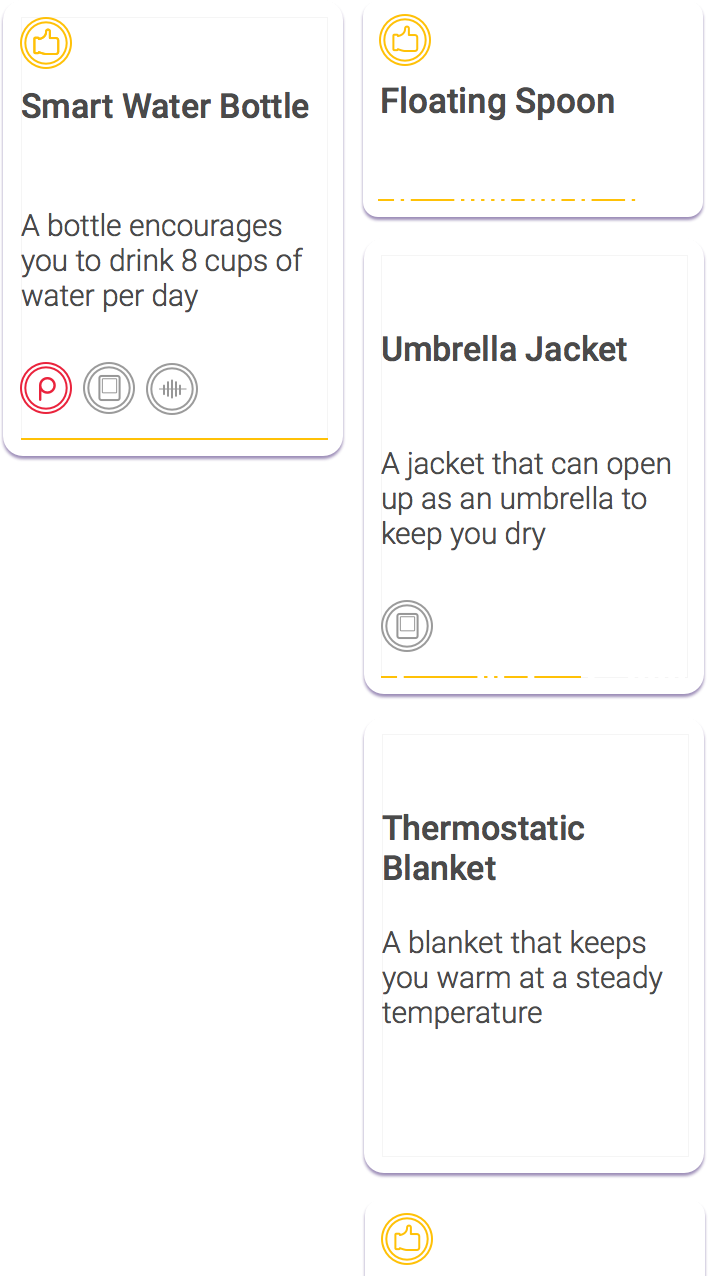 Smart Water Bottle
A bottle encourages
you to drink 8 cups of
water per day
Floating Spoon
Umbrella Jacket
A jacket that can open
up as an umbrella to
keep you dry
Thermostatic
Blanket
A blanket that keeps
you warm at a steady
temperature